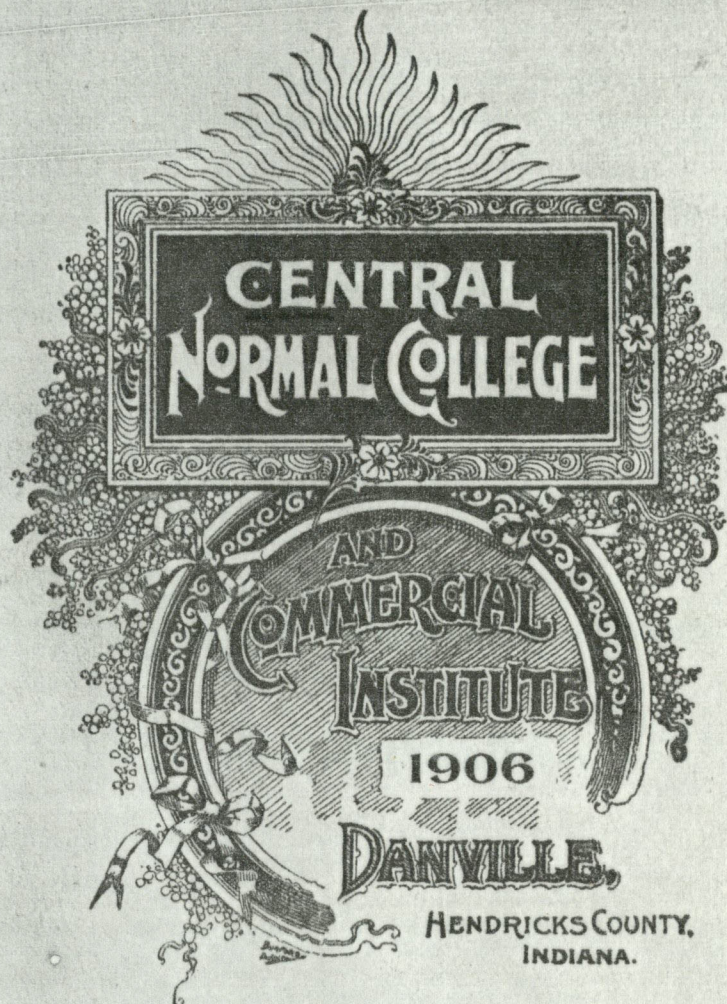 CENTRAL
NORMAL COLLEGE
AND
COMMERCIAL
INSTITUTE
1906
DANVILLE,
HENDRICKS COUNTY,
INDIANA.